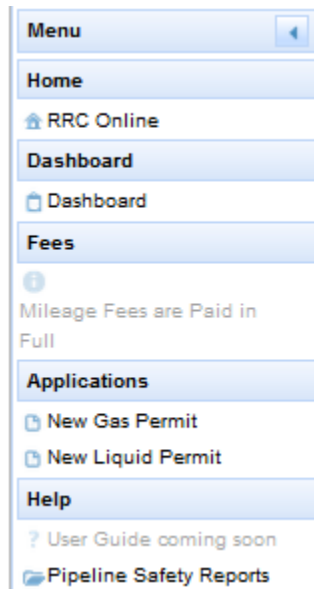 Menu
Home
RRC Online
Dashboard
Dashboard
Fees
Mileage Fees are Paid in
Full
Applications
New Gas Permit
New Liquid Permit
Help
? User Guide coming soon
Pipeline Safety Reports